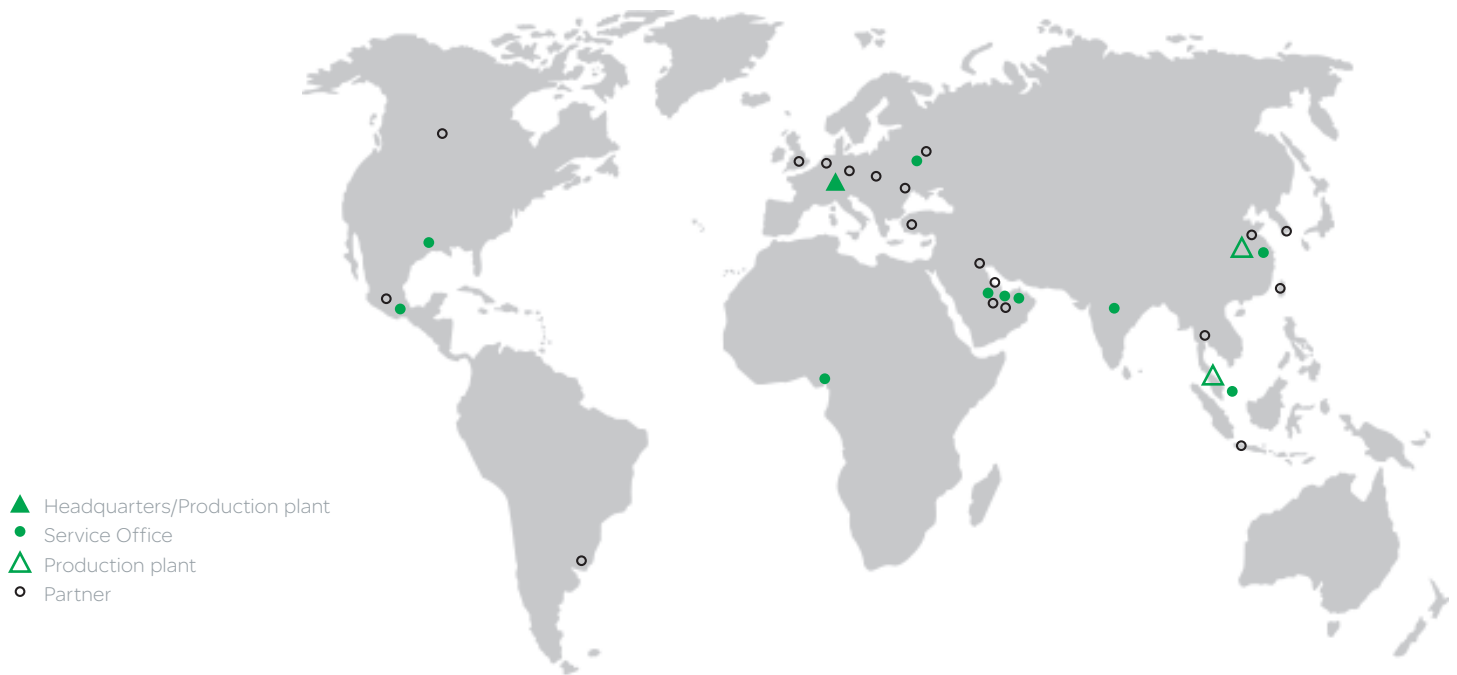 Headquarters/Production plant
Service Office
Production plant
Partner